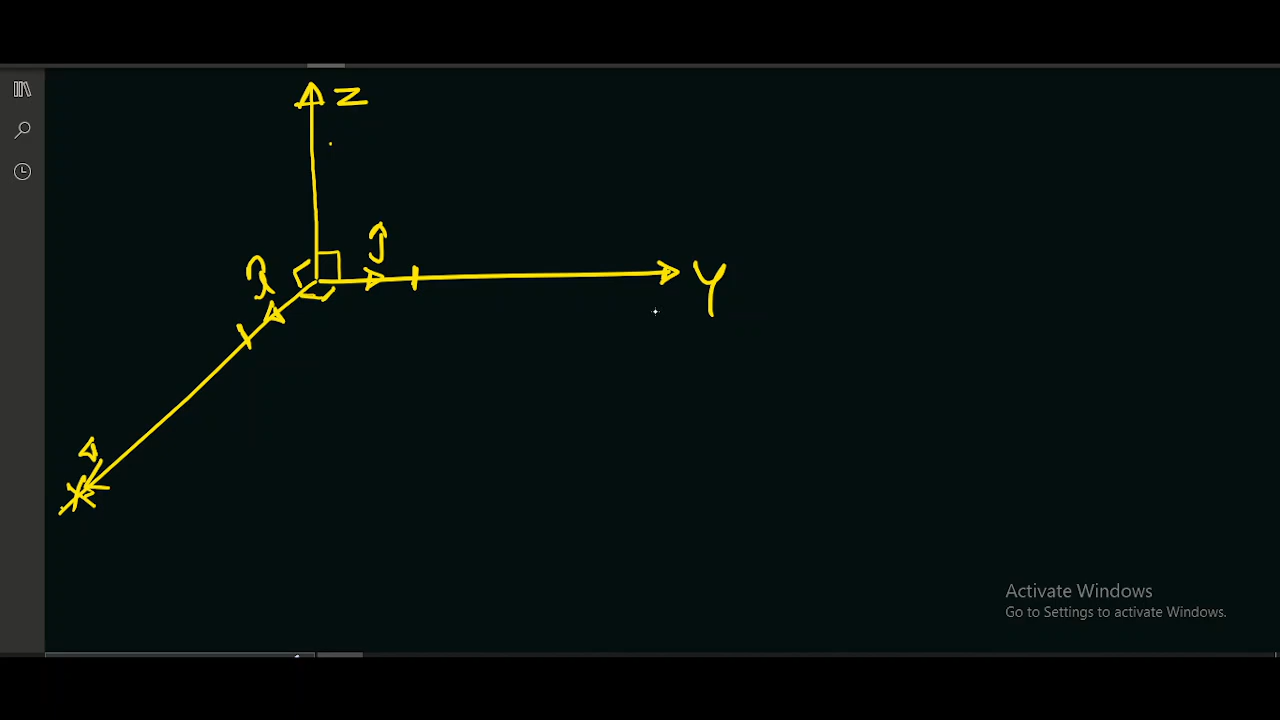 Z
ĵ
î
Y
X
Activate Windows
Go to Settings to activate Windows.